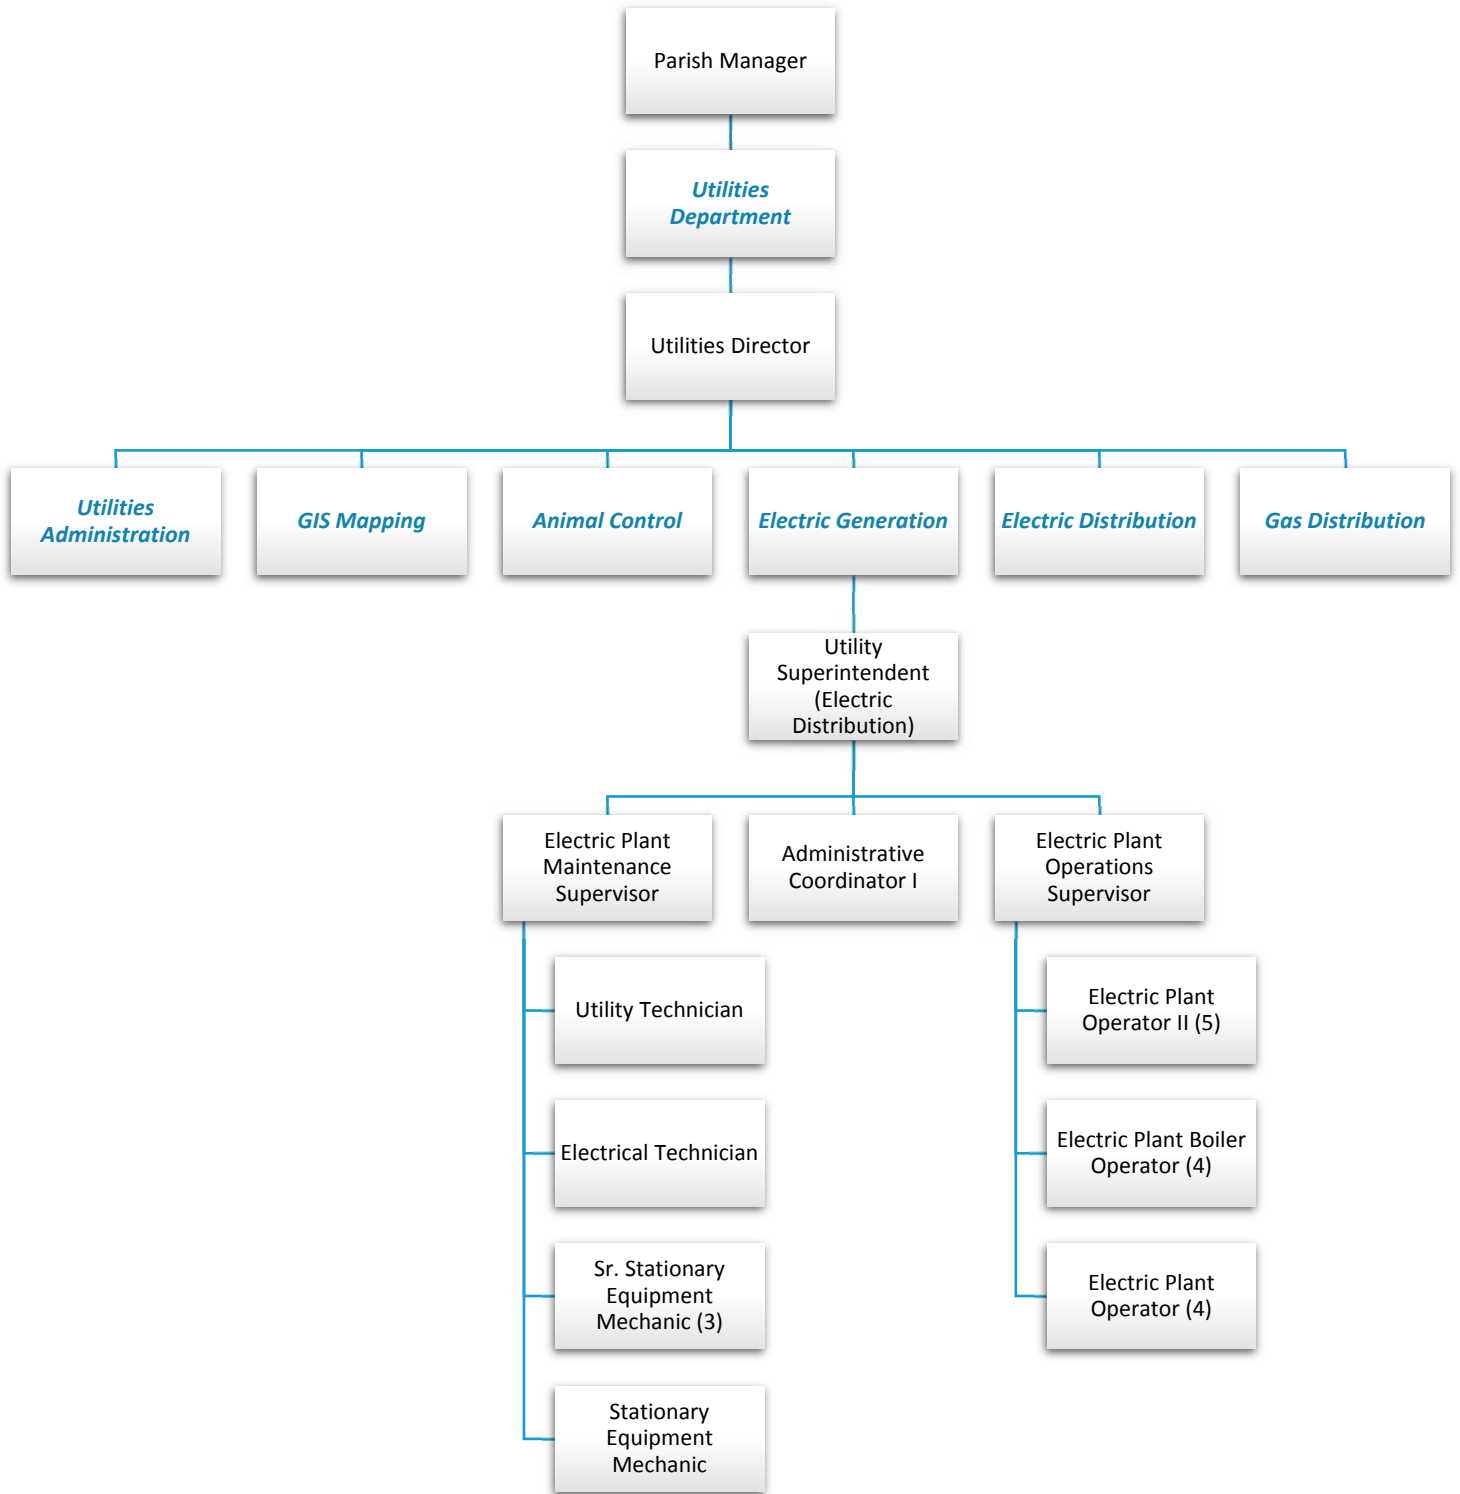 Parish Manager
Utilities
Department
Utilities Director
Utilities
Administration
GIS Mapping
Animal Control
Electric Generation
Electric Distribution
Gas Distribution
Utility
Superintendent
(Electric
Distribution)
Electric Plant
Maintenance
Supervisor
Administrative
Coordinator I
Electric Plant
Operations
Supervisor
Utility Technician
Electrical Technician
Sr. Stationary
Equipment
Mechanic (3)
Stationary
Equipment
Mechanic
Electric Plant
Operator II (5)
Electric Plant Boiler
Operator (4)
Electric Plant
Operator (4)